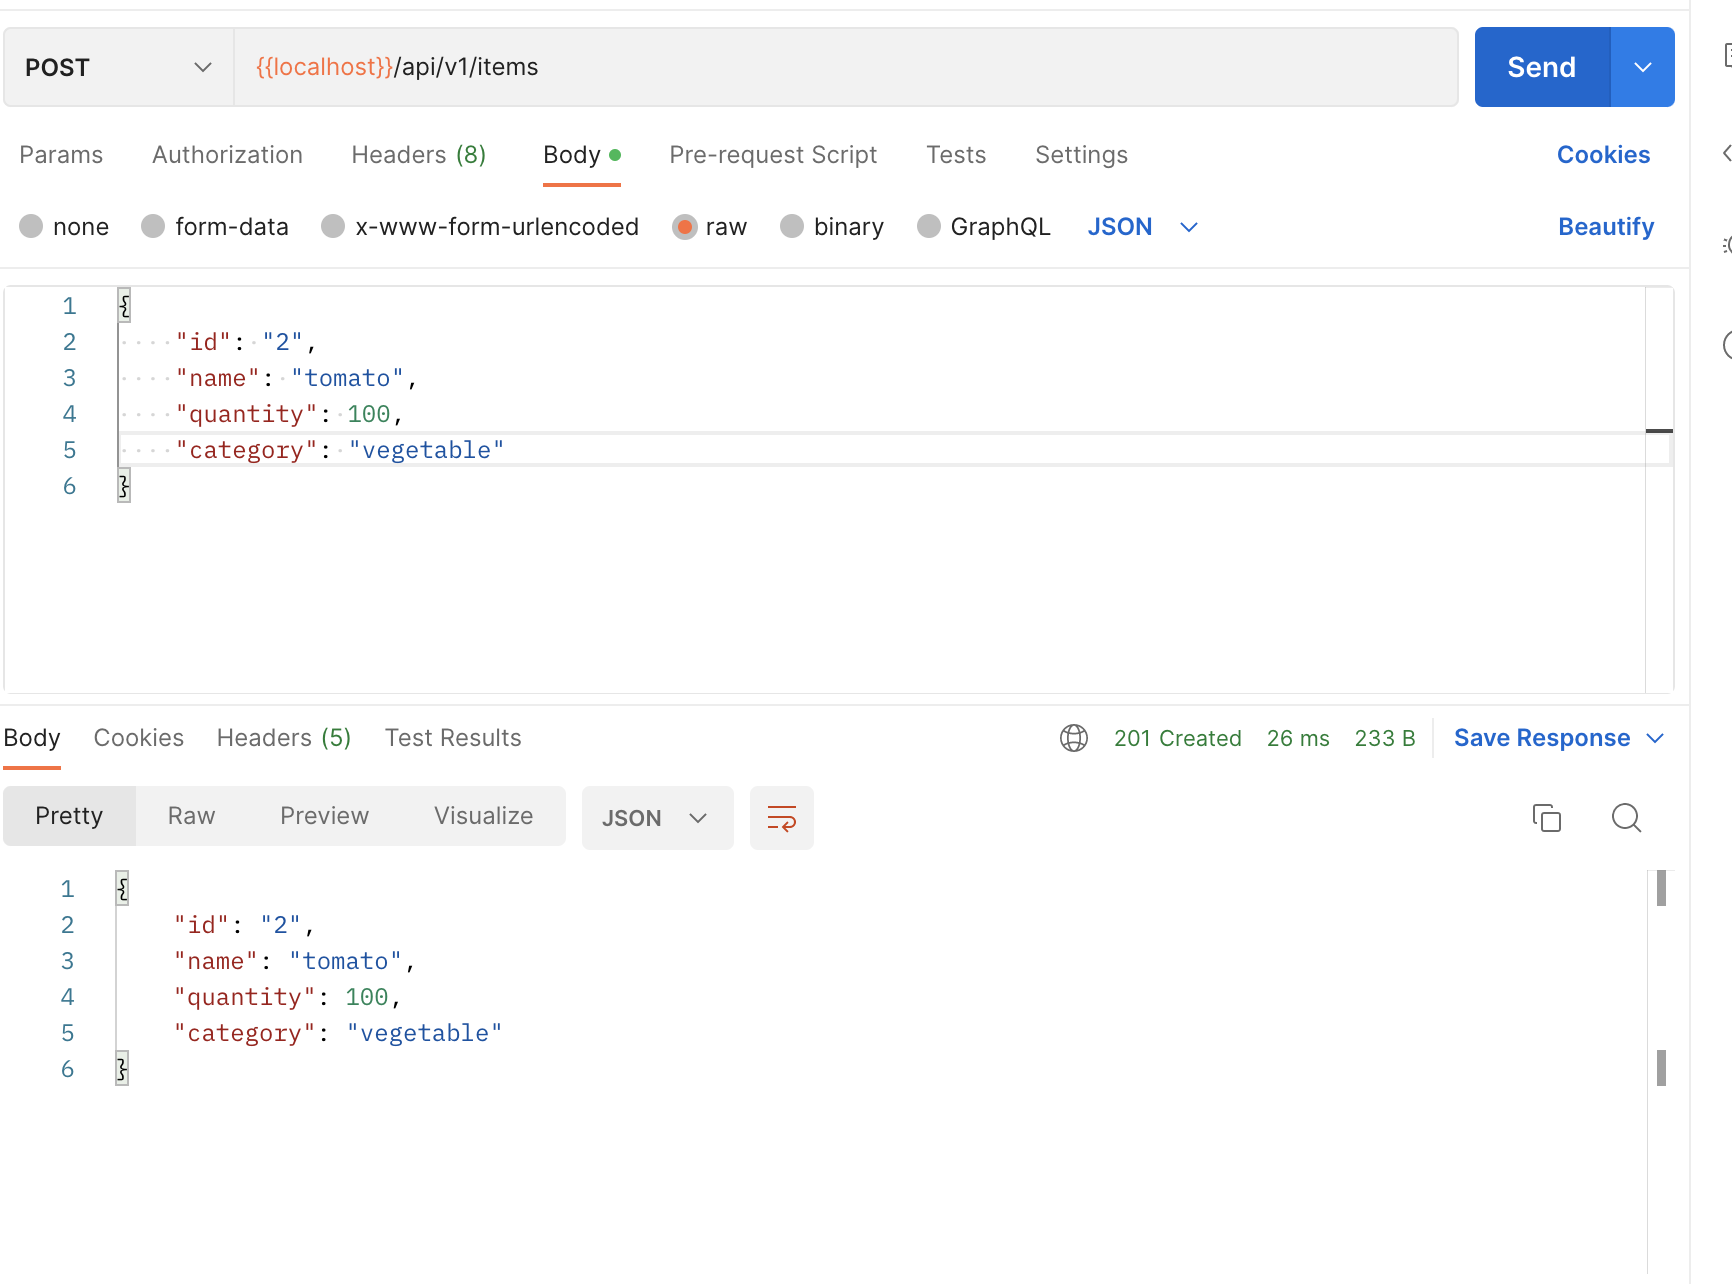 POST {{localhost}}/api/v1/items Send
Params Authorization Headers (8) Body Pre-request Script Tests Settings Cookies
none form-data x-www-form-urlencoded raw binary GraphQL JSON Beautify
1 {
2 "id": "2",
3 "name": "tomato",
4 "quantity": 100,
5 "category": "vegetable"
6 }
Body Cookies Headers (5) Test Results 201 Created 26 ms 233 B Save Response
Pretty Raw Preview Visualize JSON
1 {
2 "id": "2",
3 "name": "tomato",
4 "quantity": 100,
5 "category": "vegetable"
6 }